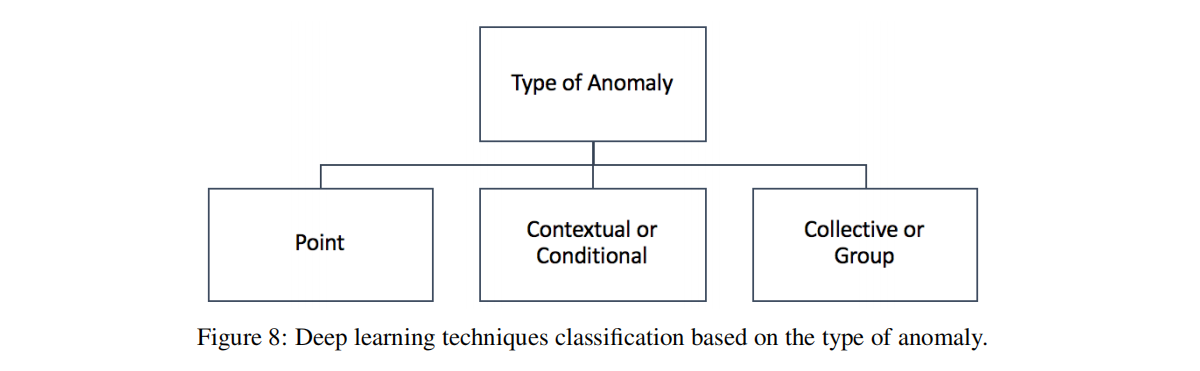 Type of Anomaly
Point
Contextual or
Conditional
Collective or
Group
Figure 8: Deep learning techniques classification based on the type of anomaly.